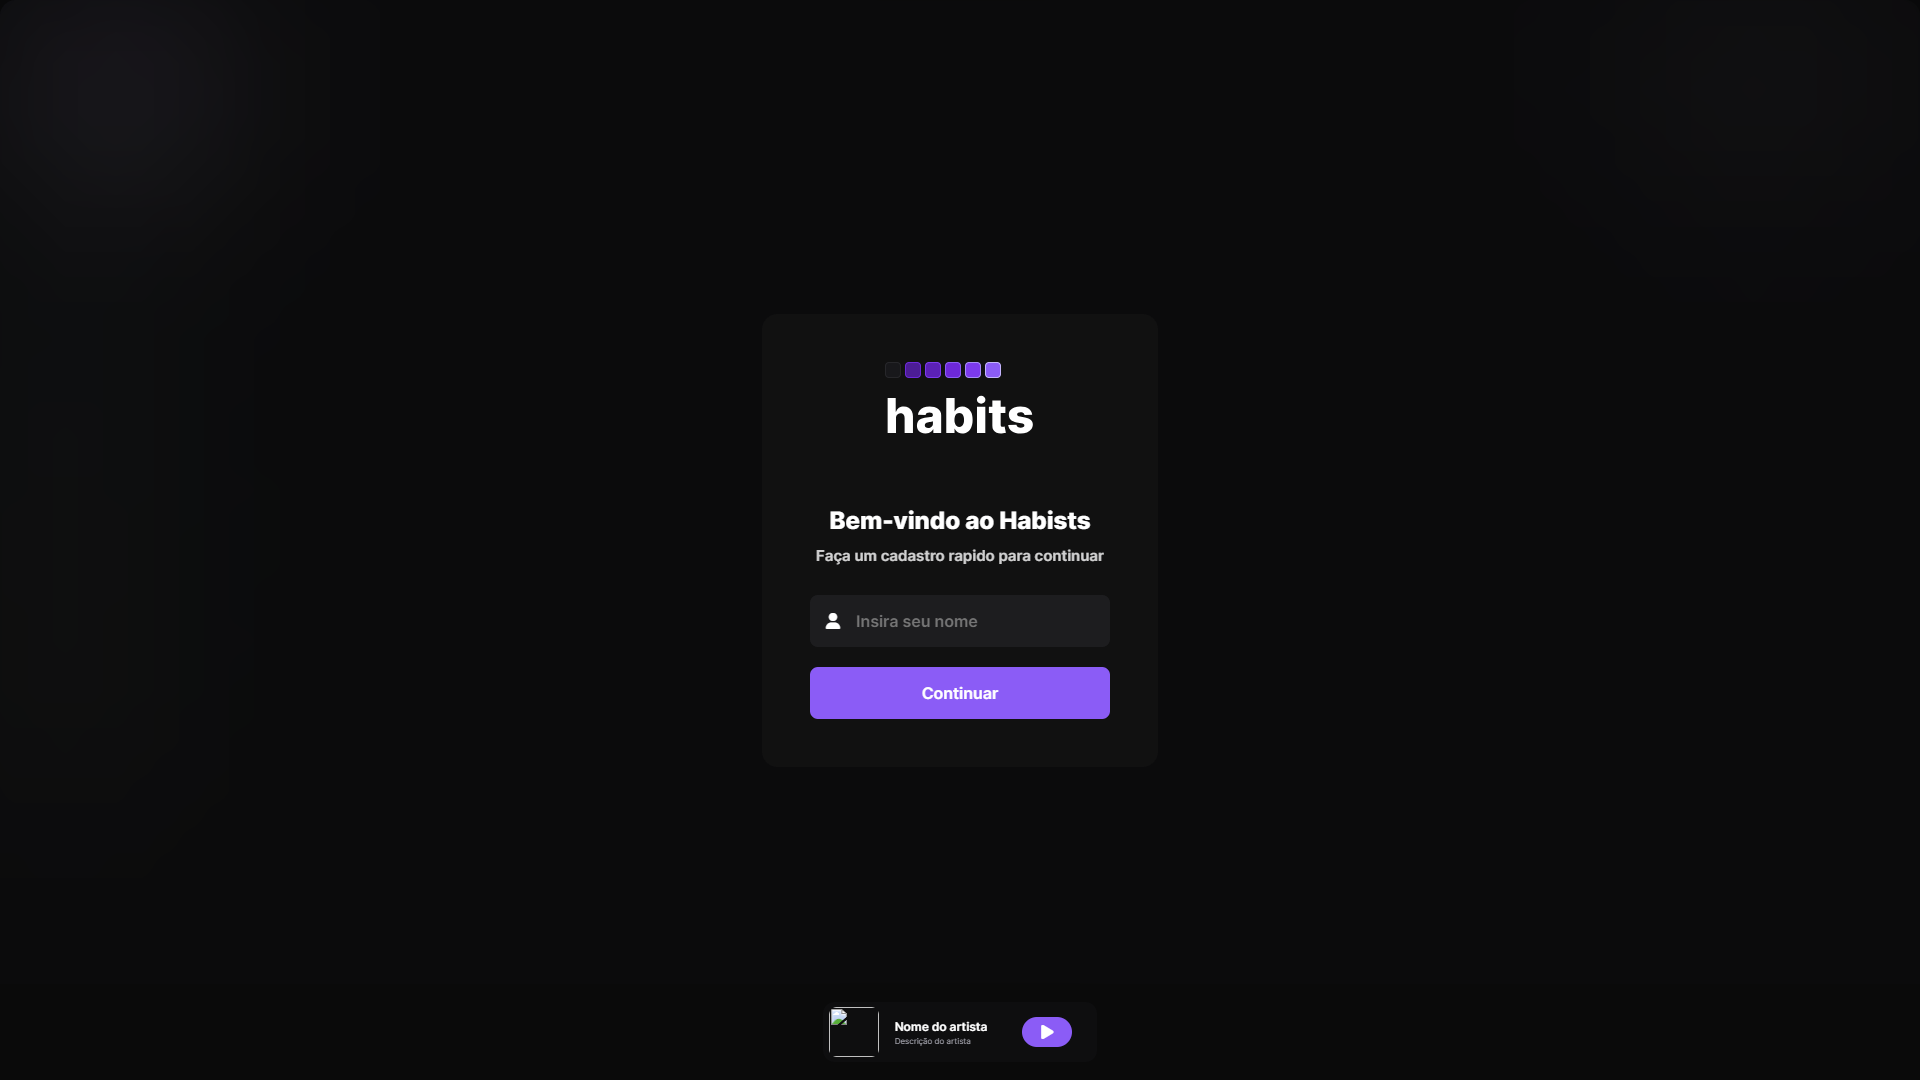 habits
Bem-vindo ao Habists
Faça um cadastro rapido para continuar
Insira seu nome
Continuar
Nome do artista
Descrição do artista